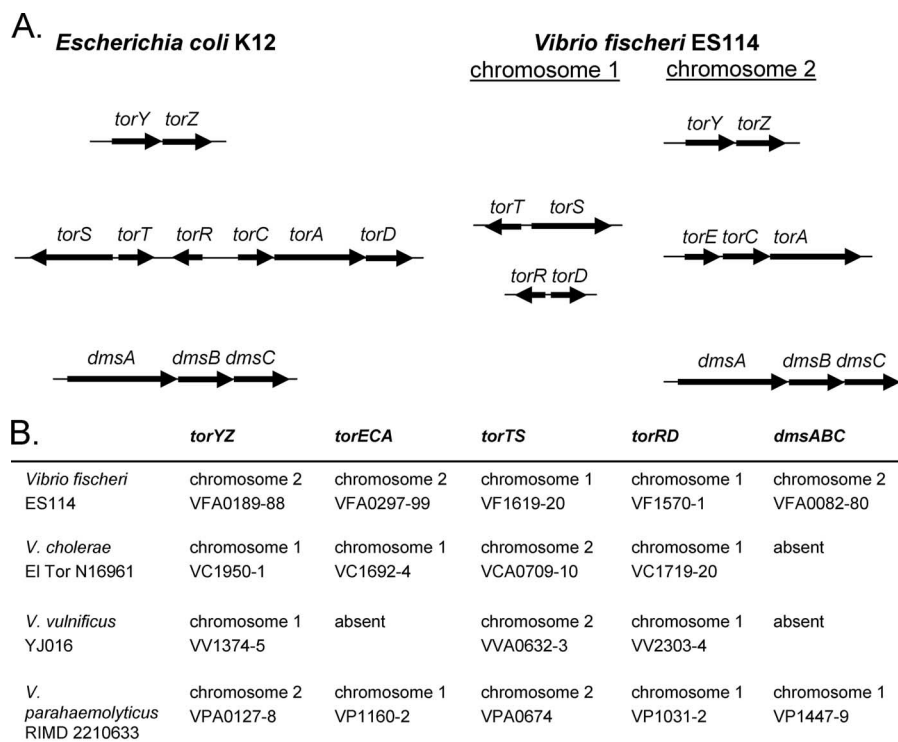 A.
Escherichia coli K12
Vibrio fischeri ES114
chromosome 1 chromosome 2
torY torZ
torY torZ
torT torS
torS torT torR torC torA torD
torE torC torA
torR torD
dmsA dmsB dmsC
dmsA dmsB dmsC
B.
torYZ torECA torTS torRD dmsABC
Vibrio fischeri chromosome 2 chromosome 2 chromosome 1 chromosome 1 chromosome 2
ES114 VFA0189-88 VFA0297-99 VF1619-20 VF1570-1 VFA0082-80
V. cholerae chromosome 1 chromosome 1 chromosome 2 chromosome 1 absent
El Tor N16961 VC1950-1 VC1692-4 VCA0709-10 VC1719-20
V. vulnificus chromosome 1 absent chromosome 2 chromosome 1 absent
YJ016 VV1374-5 VVA0632-3 VV2303-4
V. chromosome 2 chromosome 1 chromosome 2 chromosome 1 chromosome 1
parahaemolyticus VPA0127-8 VP1160-2 VPA0674 VP1031-2 VP1447-9
RIMD 2210633